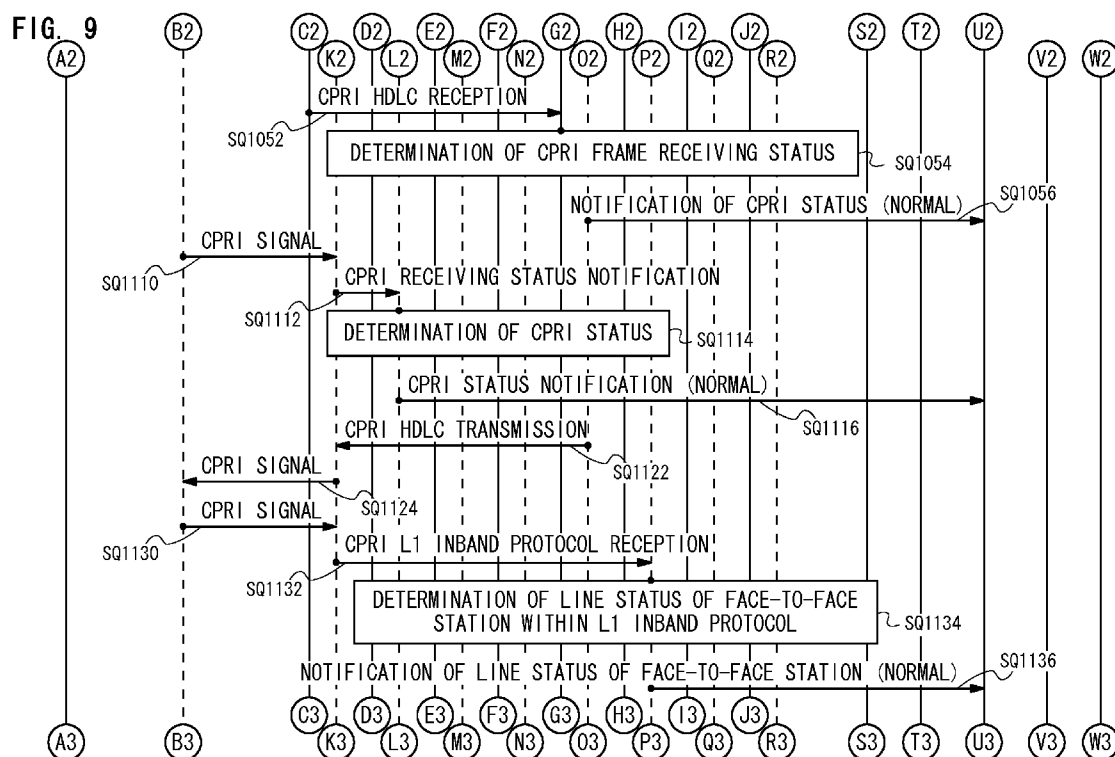 FIG. 9
A2 B2 C2 D2 E2 F2 G2 H2 I2 J2 S2 T2 U2
K2 L2 M2 N2 O2 P2 Q2 R2 V2 W2
CPRI HDLC RECEPTION
SQ1052
DETERMINATION OF CPRI FRAME RECEIVING STATUS
SQ1054
NOTIFICATION OF CPRI STATUS (NORMAL)
SQ1056
CPRI SIGNAL
SQ1110
CPRI RECEIVING STATUS NOTIFICATION
SQ1112
DETERMINATION OF CPRI STATUS
SQ1114
CPRI STATUS NOTIFICATION (NORMAL)
SQ1116
CPRI HDLC TRANSMISSION
SQ1122
CPRI SIGNAL
SQ1124
CPRI SIGNAL
SQ1130
CPRI L1 INBAND PROTOCOL RECEPTION
SQ1132
DETERMINATION OF LINE STATUS OF FACE-TO-FACE
STATION WITHIN L1 INBAND PROTOCOL
SQ1134
NOTIFICATION OF LINE STATUS OF FACE-TO-FACE STATION (NORMAL)
SQ1136
C3 D3 E3 F3 G3 H3 I3 J3
A3 B3 K3 L3 M3 N3 O3 P3 Q3 R3 S3 T3 U3 V3 W3